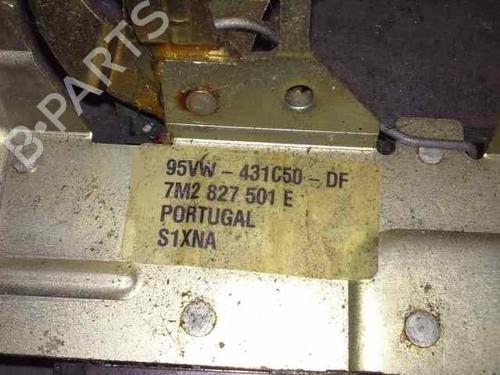 B-PARTS
95VW - 431C50 - DF
7M2 827 501 E
PORTUGAL
S1XNA